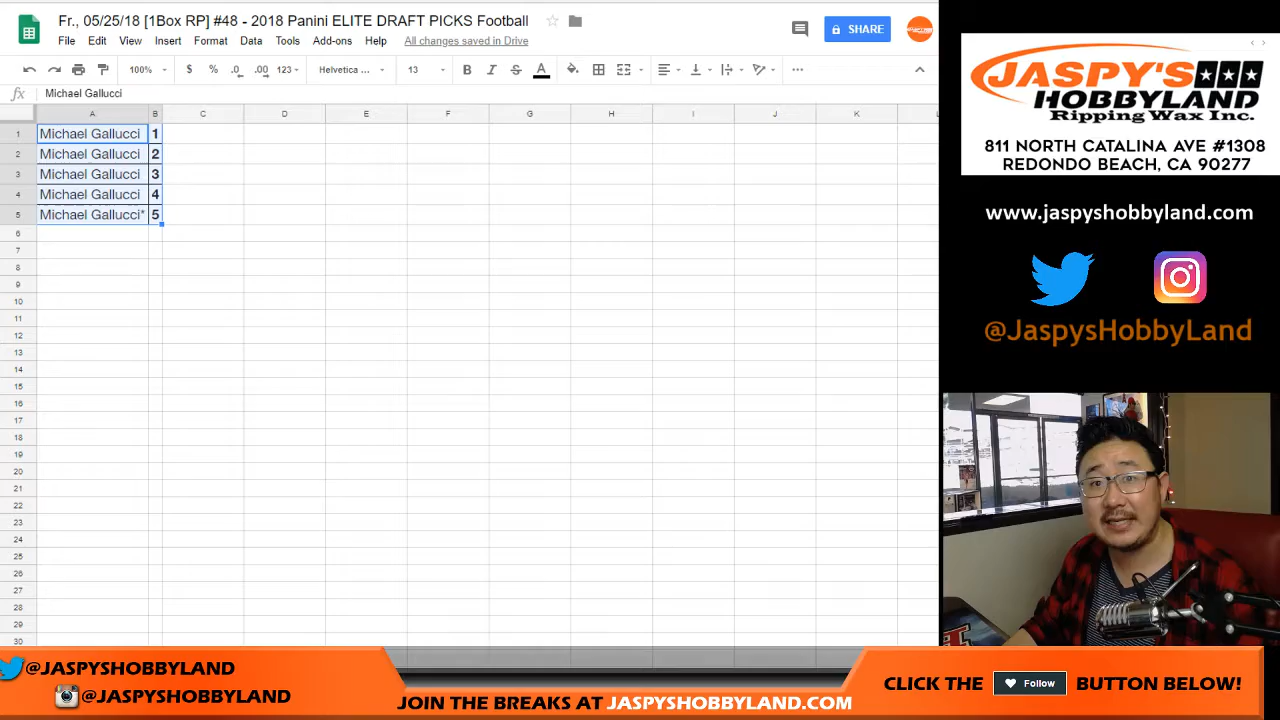 Fr., 05/25/18 [1Box RP] #48 - 2018 Panini ELITE DRAFT PICKS Football
File Edit View Insert Format Data Tools Add-ons Help All changes saved in Drive
SHARE
100% $ % .0 .00 123 Helvetica ... 13 B I S A
fx Michael Gallucci
A B C D E F G H I J K L
1 Michael Gallucci 1
2 Michael Gallucci 2
3 Michael Gallucci 3
4 Michael Gallucci 4
5 Michael Gallucci* 5
6
7
8
9
10
11
12
13
14
15
16
17
18
19
20
21
22
23
24
25
26
27
28
29
30
JASPY'S
HOBBYLAND
Ripping Wax Inc.
811 NORTH CATALINA AVE #1308
REDONDO BEACH, CA 90277
www.jaspyshobbyland.com
@JaspysHobbyLand
@JASPYSHOBBYLAND
@JASPYSHOBBYLAND
JOIN THE BREAKS AT JASPYSHOBBYLAND.COM
CLICK THE Follow BUTTON BELOW!